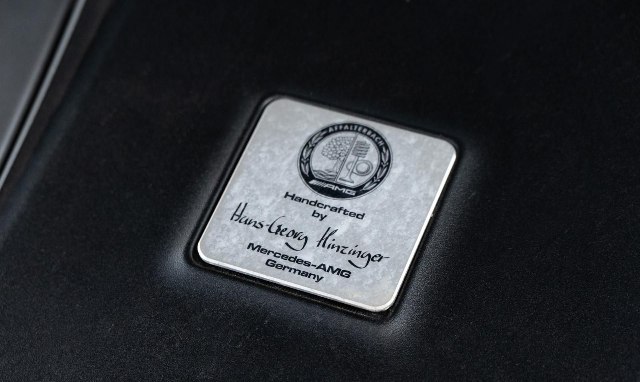 AFFALTERBACH
AMG
Handcrafted
by
Hans-Georg Hinzinger
Mercedes-AMG
Germany